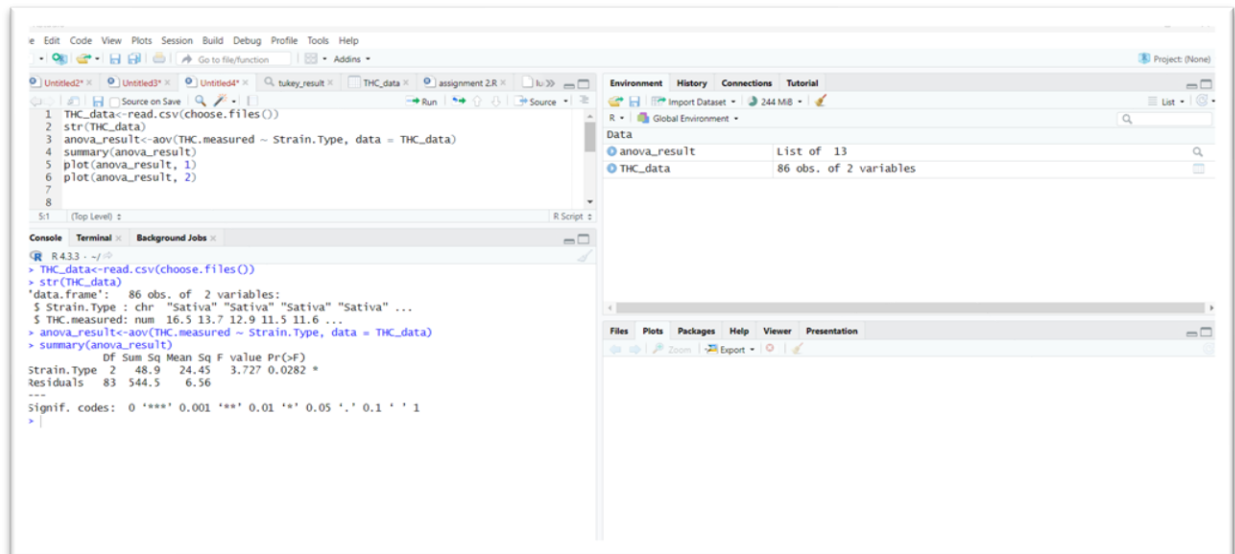 e Edit Code View Plots Session Build Debug Profile Tools Help
Go to file/function Addins
Project: (None)
Untitled2* Untitled3* Untitled4* tukey_result THC_data assignment 2.R
Source on Save Run Source
1 THC_data<-read.csv(choose.files())
2 str(THC_data)
3 anova_result<-aov(THC.measured ~ Strain.Type, data = THC_data)
4 summary(anova_result)
5 plot(anova_result, 1)
6 plot(anova_result, 2)
7
8
5:1 (Top Level) R Script
Console Terminal Background Jobs
R 4.3.3 · ~/
> THC_data<-read.csv(choose.files())
> str(THC_data)
'data.frame': 86 obs. of 2 variables:
$ Strain.Type : chr "Sativa" "Sativa" "Sativa" "Sativa" ...
$ THC.measured: num 16.5 13.7 12.9 11.5 11.6 ...
> anova_result<-aov(THC.measured ~ Strain.Type, data = THC_data)
> summary(anova_result)
Df Sum Sq Mean Sq F value Pr(>F)
Strain.Type 2 48.9 24.45 3.727 0.0282 *
Residuals 83 544.5 6.56
---
Signif. codes: 0 '***' 0.001 '**' 0.01 '*' 0.05 '.' 0.1 ' ' 1
>
Environment History Connections Tutorial
Import Dataset 244 MiB List
R Global Environment
Data
anova_result List of 13
THC_data 86 obs. of 2 variables
Files Plots Packages Help Viewer Presentation
Zoom Export